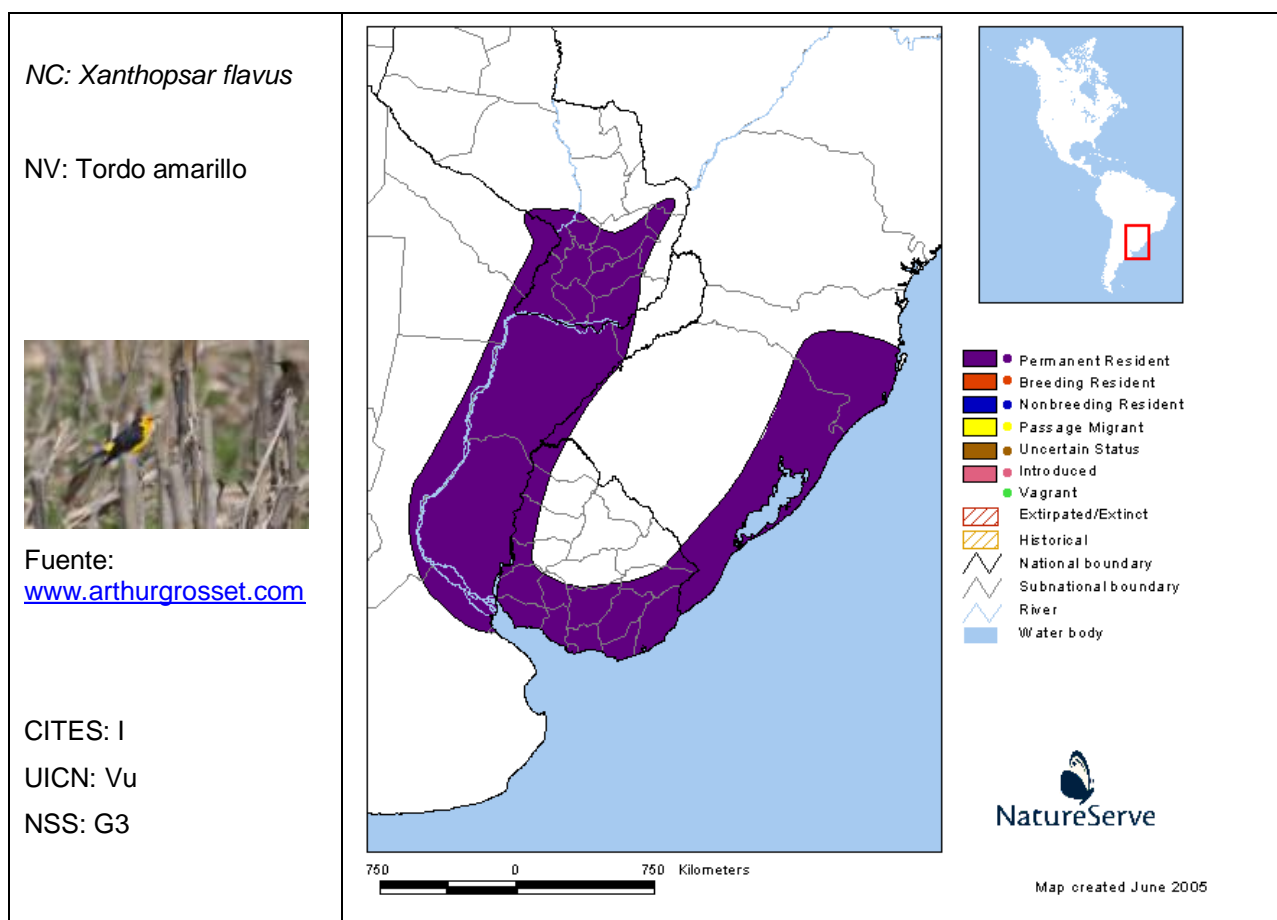 NC: Xanthopsar flavus
NV: Tordo amarillo
Fuente:
www.arthurgrosset.com
CITES: I
UICN: Vu
NSS: G3
Permanent Resident
Breeding Resident
Nonbreeding Resident
Passage Migrant
Uncertain Status
Introduced
Vagrant
Extirpated/Extinct
Historical
National boundary
Subnational boundary
River
Water body
NatureServe
750 0 750 Kilometers
Map created June 2005